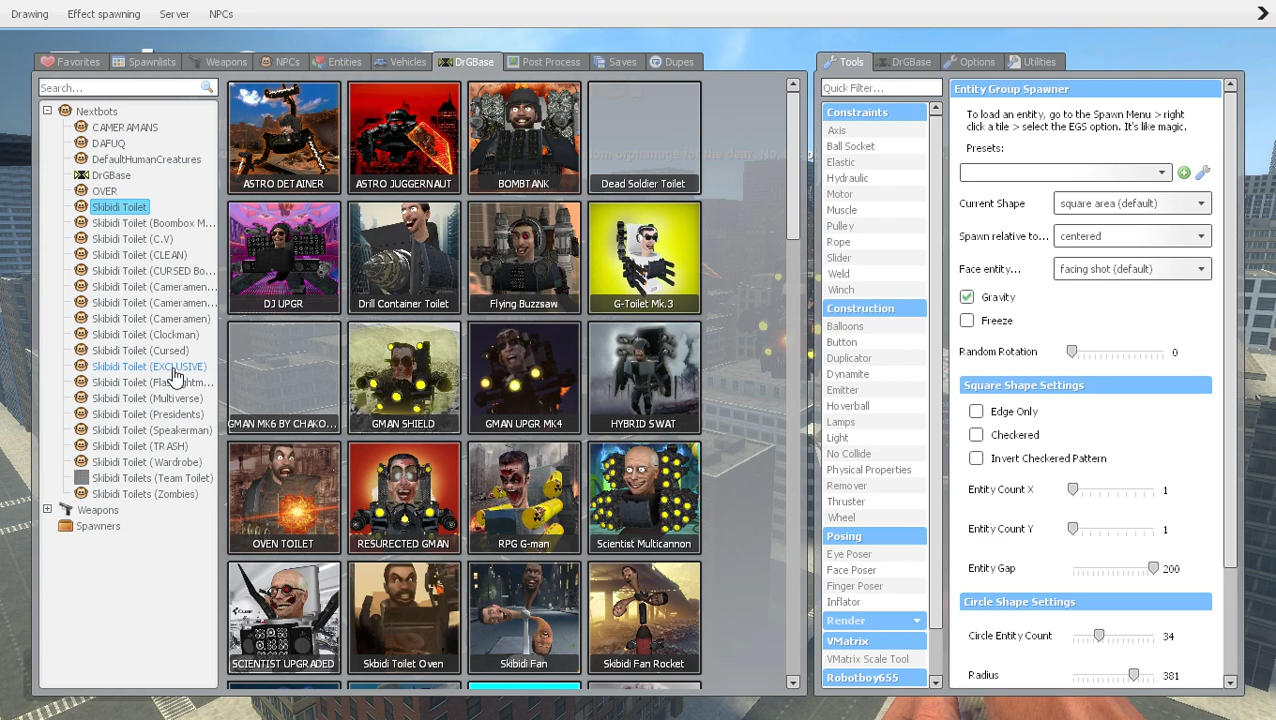 Drawing Effect spawning Server NPCs
Favorites Spawnlists Weapons NPCs Entities Vehicles DrGBase Post Process Saves Dupes
Search...
Nextbots
CAMERAMANS
DAFUQ
DefaultHumanCreatures
DrGBase
OVER
Skibidi Toilet
Skibidi Toilet (Boombox M...
Skibidi Toilet (C.V)
Skibidi Toilet (CLEAN)
Skibidi Toilet (CURSED Bo...
Skibidi Toilet (Cameramen...
Skibidi Toilet (Cameramen...
Skibidi Toilet (Cameramen)
Skibidi Toilet (Clockman)
Skibidi Toilet (Cursed)
Skibidi Toilet (EXCLUSIVE)
Skibidi Toilet (Flashlightm...
Skibidi Toilet (Multiverse)
Skibidi Toilet (Presidents)
Skibidi Toilet (Speakerman)
Skibidi Toilet (TRASH)
Skibidi Toilet (Wardrobe)
Skibidi Toilets (Team Toilet)
Skibidi Toilets (Zombies)
Weapons
Spawners
ASTRO DETAINER ASTRO JUGGERNAUT BOMBTANK Dead Soldier Toilet
DJ UPGR Drill Container Toilet Flying Buzzsaw G-Toilet Mk.3
GMAN MK6 BY CHAKO... GMAN SHIELD GMAN UPGR MK4 HYBRID SWAT
OVEN TOILET RESURECTED GMAN RPG G-man Scientist Multicannon
SCIENTIST UPGRADED Skbidi Toilet Oven Skibidi Fan Skibidi Fan Rocket
Tools DrGBase Options Utilities
Quick Filter...
Constraints
Axis
Ball Socket
Elastic
Hydraulic
Motor
Muscle
Pulley
Rope
Slider
Weld
Winch
Construction
Balloons
Button
Duplicator
Dynamite
Emitter
Hoverball
Lamps
Light
No Collide
Physical Properties
Remover
Thruster
Wheel
Posing
Eye Poser
Face Poser
Finger Poser
Inflator
Render
VMatrix
VMatrix Scale Tool
Robotboy655
Entity Group Spawner
To load an entity, go to the Spawn Menu > right
click a tile > select the EGS option. It's like magic.
Presets:
Current Shape square area (default)
Spawn relative to... centered
Face entity... facing shot (default)
Gravity
Freeze
Random Rotation 0
Square Shape Settings
Edge Only
Checkered
Invert Checkered Pattern
Entity Count X 1
Entity Count Y 1
Entity Gap 200
Circle Shape Settings
Circle Entity Count 34
Radius 381